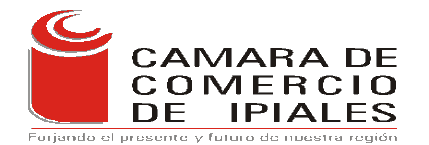 CAMARA DE
COMERCIO
DE IPIALES
Forjando el presente y futuro de nuestra región